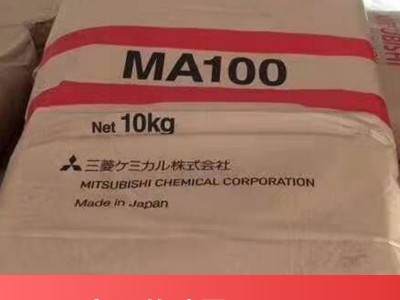 MA100
Net 10kg
三菱ケミカル株式会社
MITSUBISHI CHEMICAL CORPORATION
Made in Japan